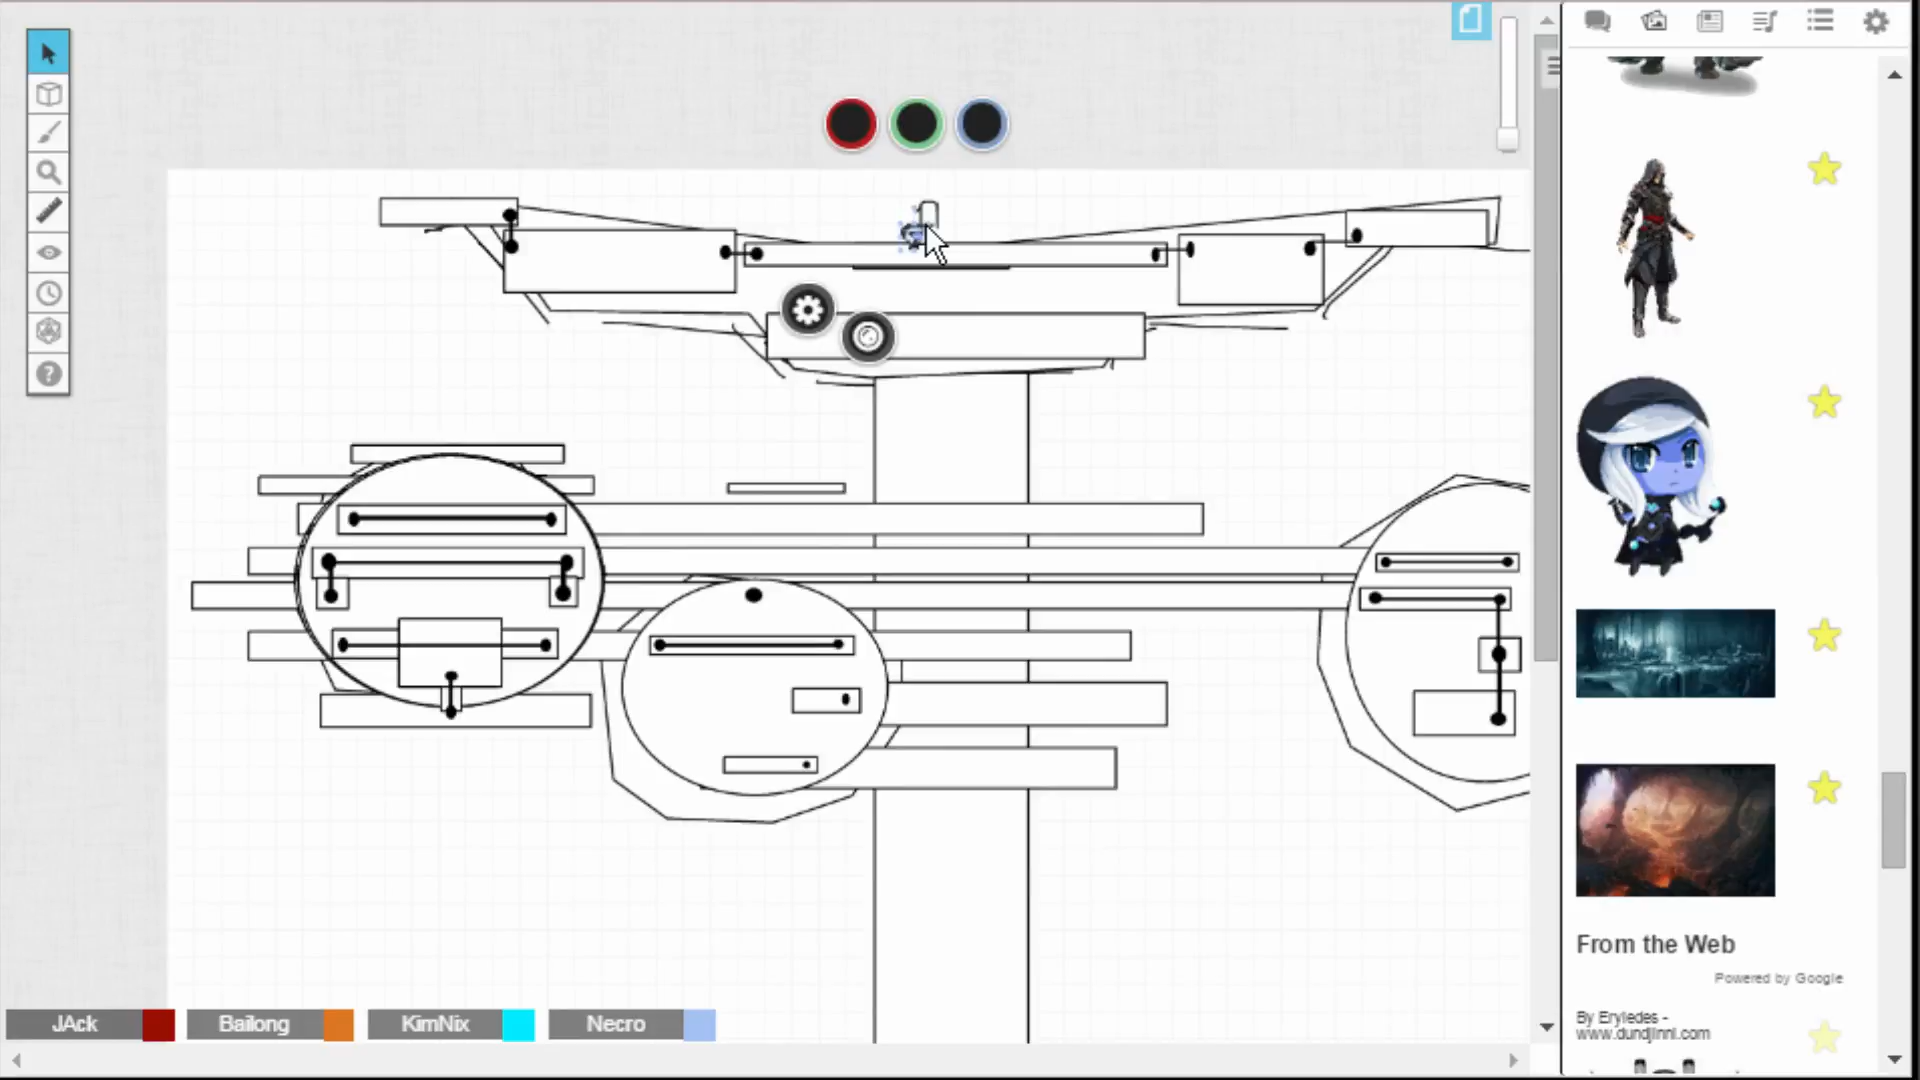 From the Web
Powered by Google
By Eryledes -
www.dundjinni.com
JAck
Bailong
KimNix
Necro